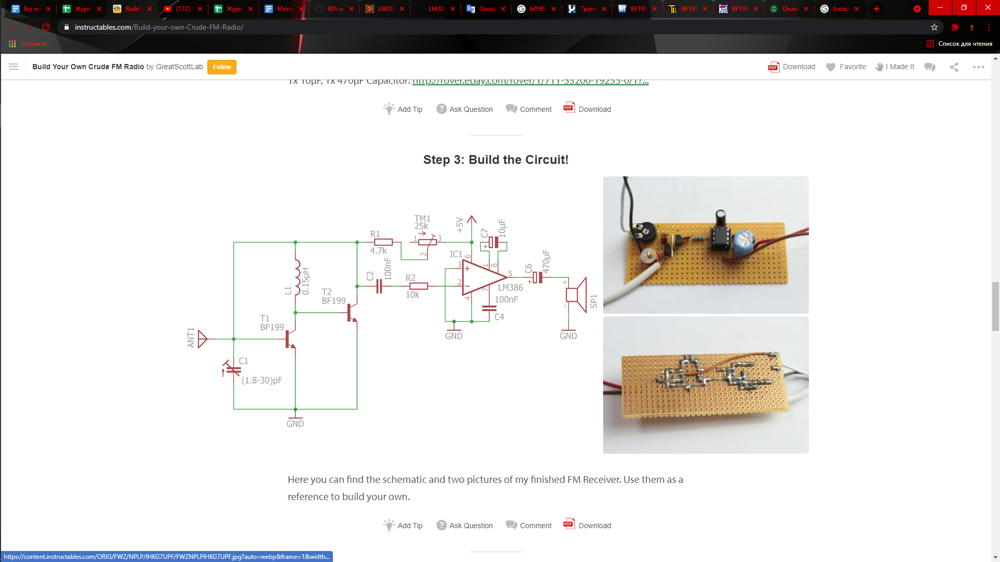 Всі по
Журн
Build
(172)
Журн
Мето
KPI-a
LM38
LM38
Goog
bf199
Транз
BF199
BF199
BF199
Онла
батар
instructables.com/Build-your-own-Crude-FM-Radio/
Сервисы
Список для чтения
Build Your Own Crude FM Radio by GreatScottLab
Follow
Download
Favorite
I Made It
1x 10µF, 1x 470µF Capacitor: http://rover.ebay.com/rover/1/711-53200-19255-0/1?...
Add Tip
Ask Question
Comment
Download
Step 3: Build the Circuit!
TM1
25k
+5V
C7
10µF
R1
4.7k
1
3
2
IC1
6
C2
100nF
3
+
1
8
5
C6
470µF
L1
0.15µH
T2
BF199
R2
10k
2
-
7
4
LM386
100nF
C4
+
+
-
SP1
T1
BF199
ANT1
GND
GND
C1
(1.8-30)pF
GND
Here you can find the schematic and two pictures of my finished FM Receiver. Use them as a
reference to build your own.
Add Tip
Ask Question
Comment
Download
https://content.instructables.com/ORIG/FWZ/NPLP/IHKG7UPF/FWZNPLPIHKG7UPF.jpg?auto=webp&frame=1&width...